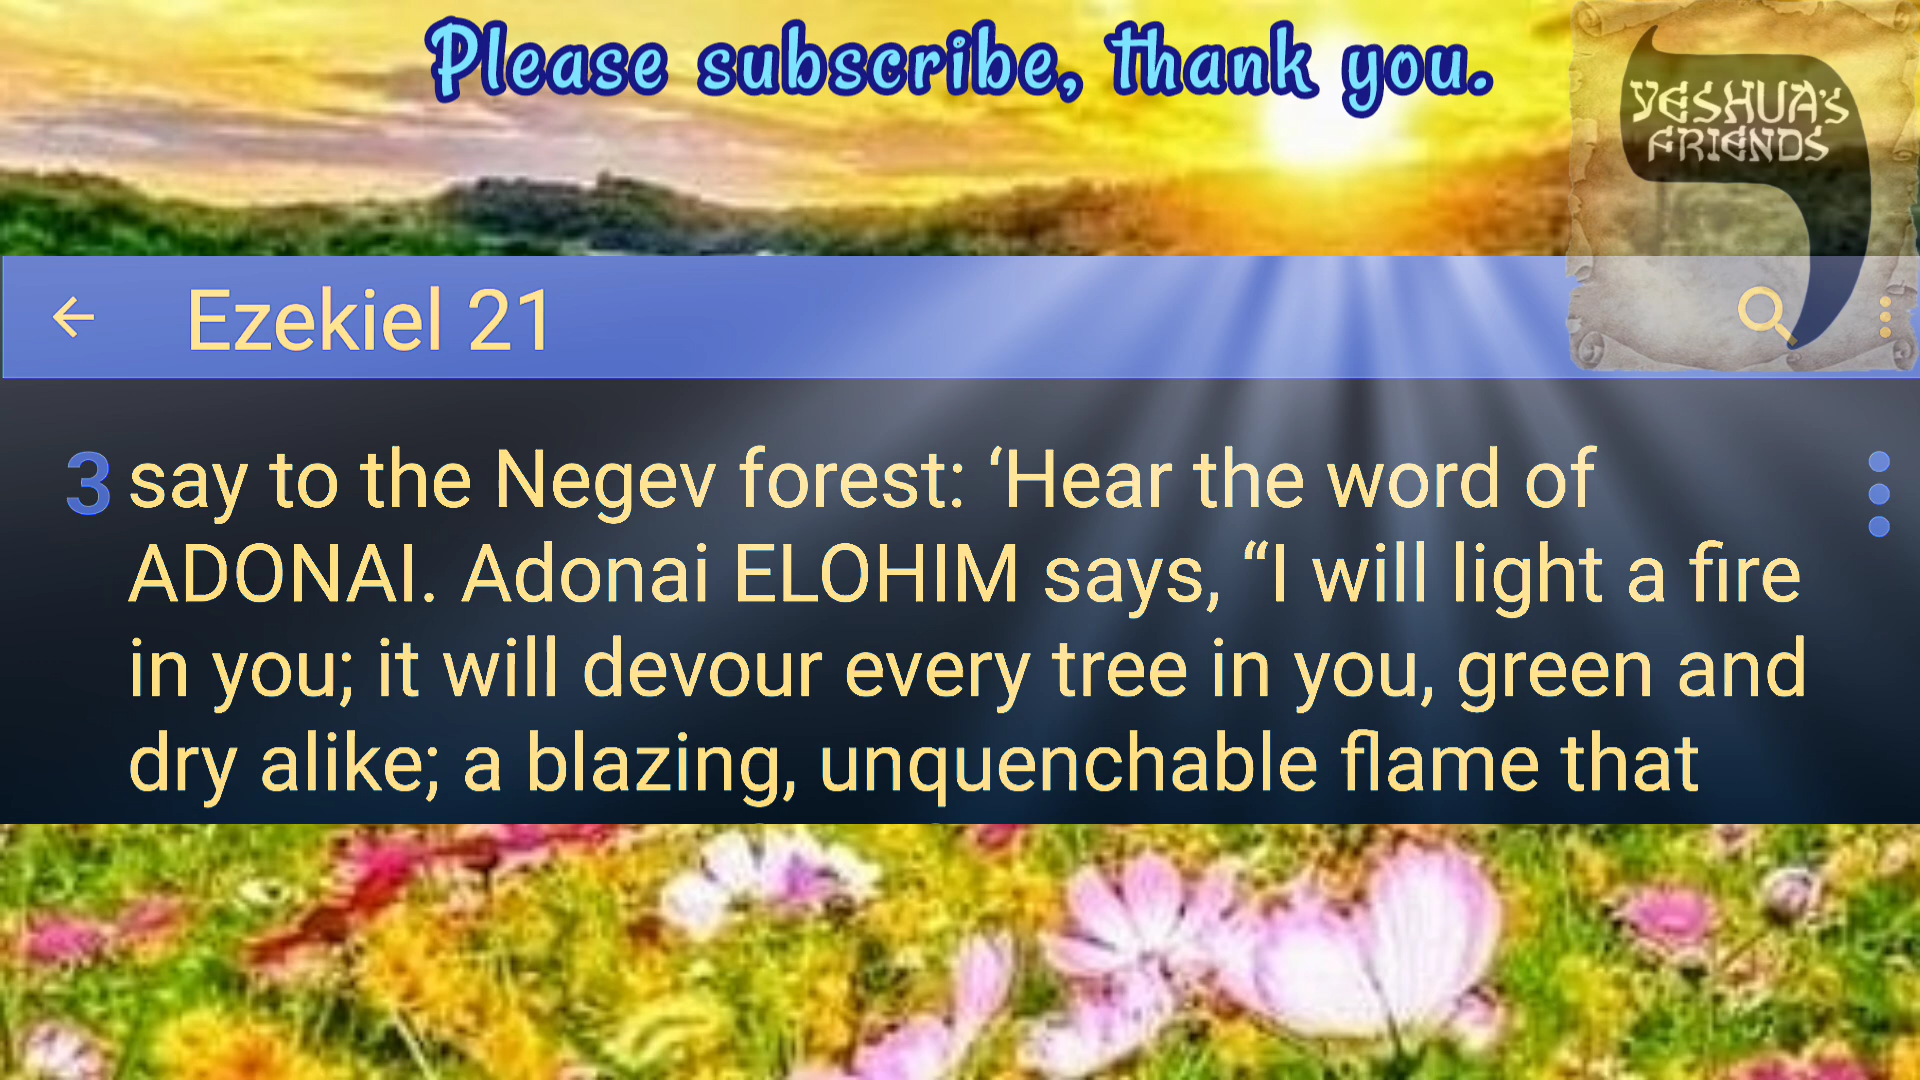 Please subscribe, thank you.
YESHUA'S
FRIENDS
Ezekiel 21
3 say to the Negev forest: ‘Hear the word of
ADONAI. Adonai ELOHIM says, “I will light a fire
in you; it will devour every tree in you, green and
dry alike; a blazing, unquenchable flame that